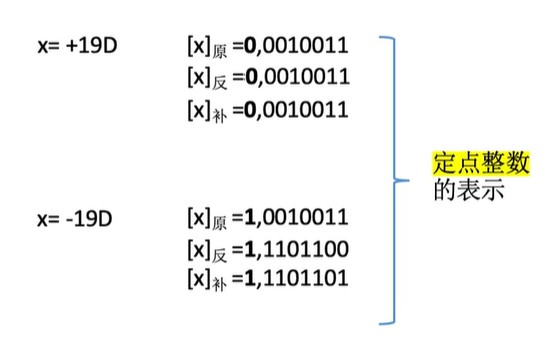 x= +19D
[x]原 =0,0010011
[x]反 =0,0010011
[x]补 =0,0010011
x= -19D
[x]原 =1,0010011
[x]反 =1,1101100
[x]补 =1,1101101
定点整数
的表示